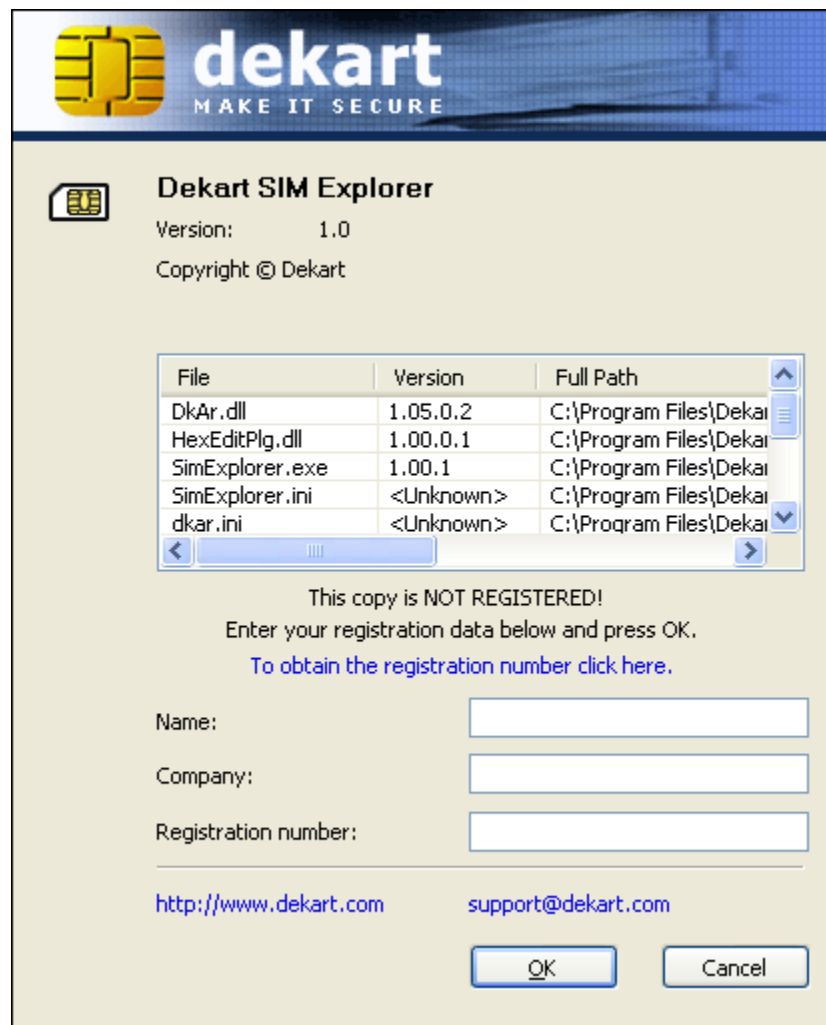 dekart
MAKE IT SECURE
Dekart SIM Explorer
Version: 1.0
Copyright © Dekart
File Version Full Path
DkAr.dll 1.05.0.2 C:\Program Files\Dekar
HexEditPlg.dll 1.00.0.1 C:\Program Files\Dekar
SimExplorer.exe 1.00.1 C:\Program Files\Dekar
SimExplorer.ini <Unknown> C:\Program Files\Dekar
dkar.ini <Unknown> C:\Program Files\Dekar
This copy is NOT REGISTERED!
Enter your registration data below and press OK.
To obtain the registration number click here.
Name:
Company:
Registration number:
http://www.dekart.com support@dekart.com
OK Cancel